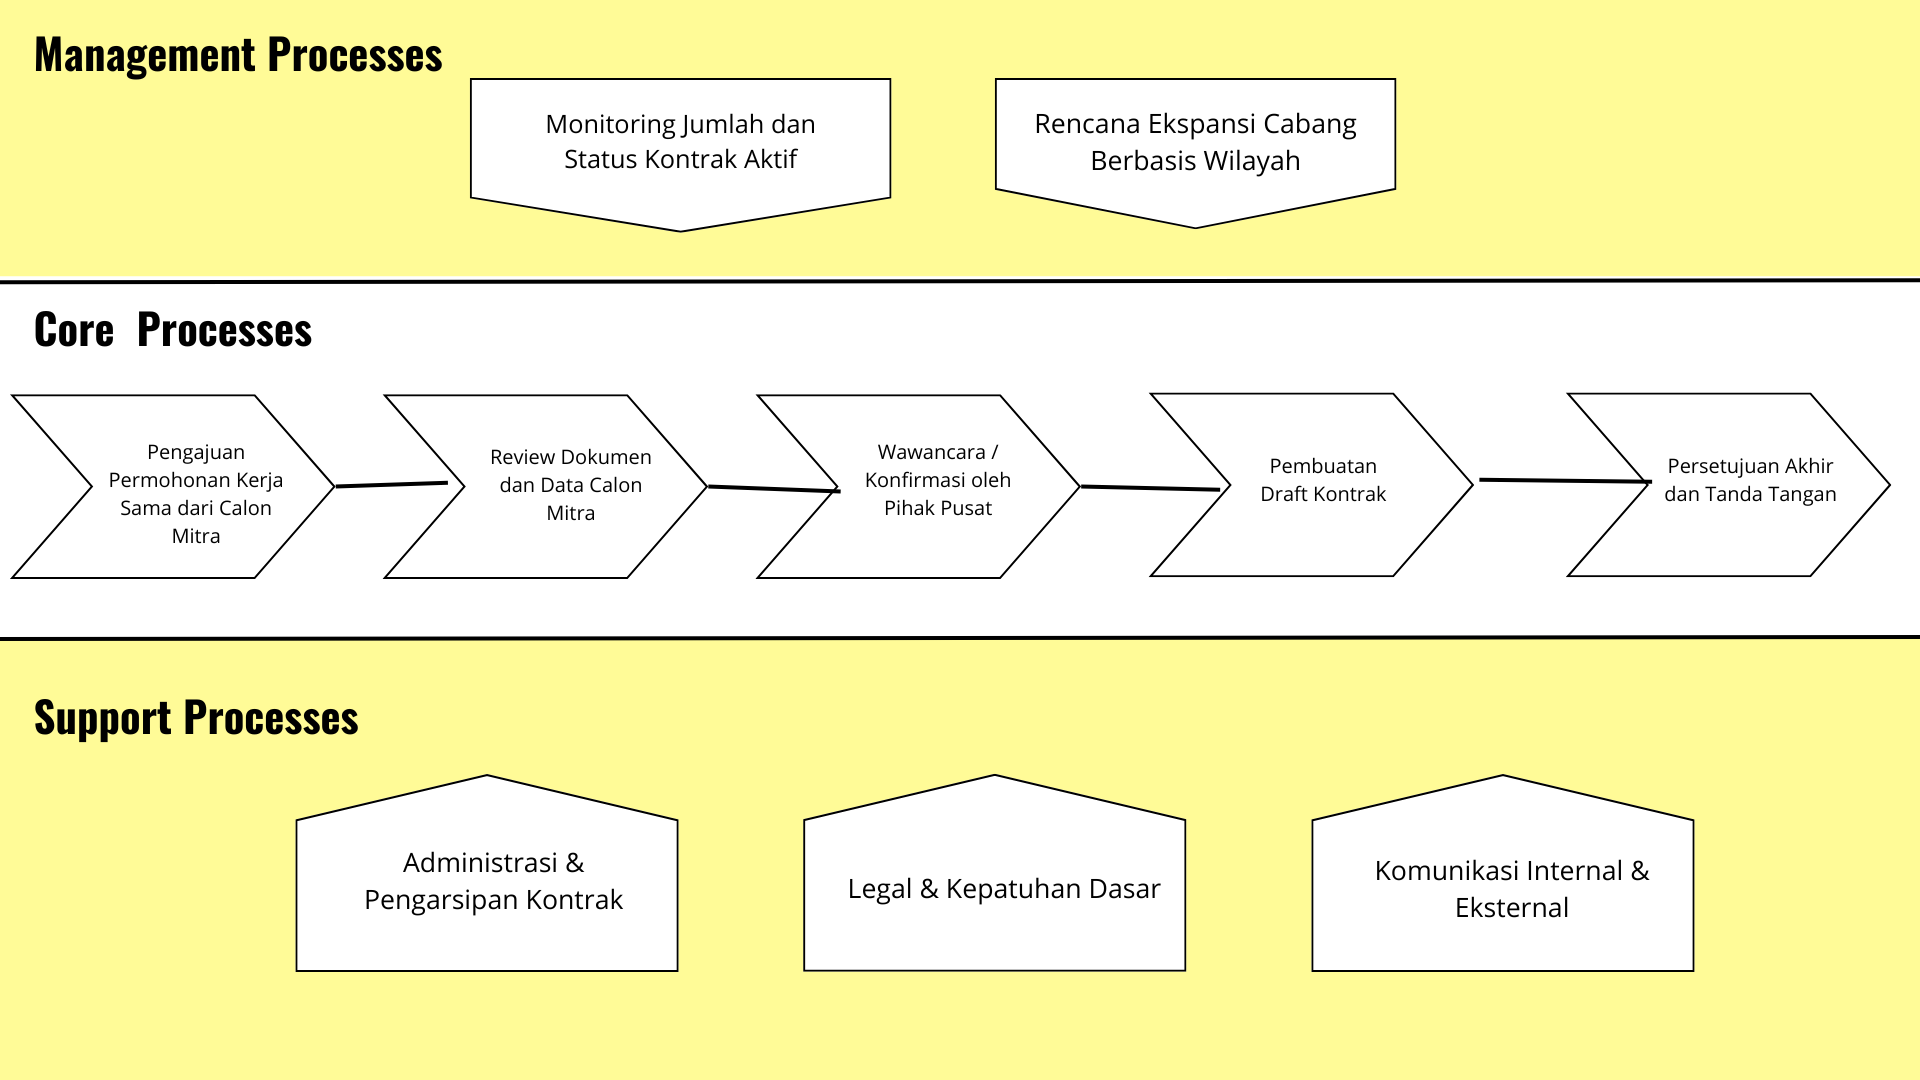 Management Processes
Monitoring Jumlah dan
Status Kontrak Aktif
Rencana Ekspansi Cabang
Berbasis Wilayah
Core  Processes
Pengajuan
Permohonan Kerja
Sama dari Calon
Mitra
Review Dokumen
dan Data Calon
Mitra
Wawancara /
Konfirmasi oleh
Pihak Pusat
Pembuatan
Draft Kontrak
Persetujuan Akhir
dan Tanda Tangan
Support Processes
Administrasi &
Pengarsipan Kontrak
Legal & Kepatuhan Dasar
Komunikasi Internal &
Eksternal